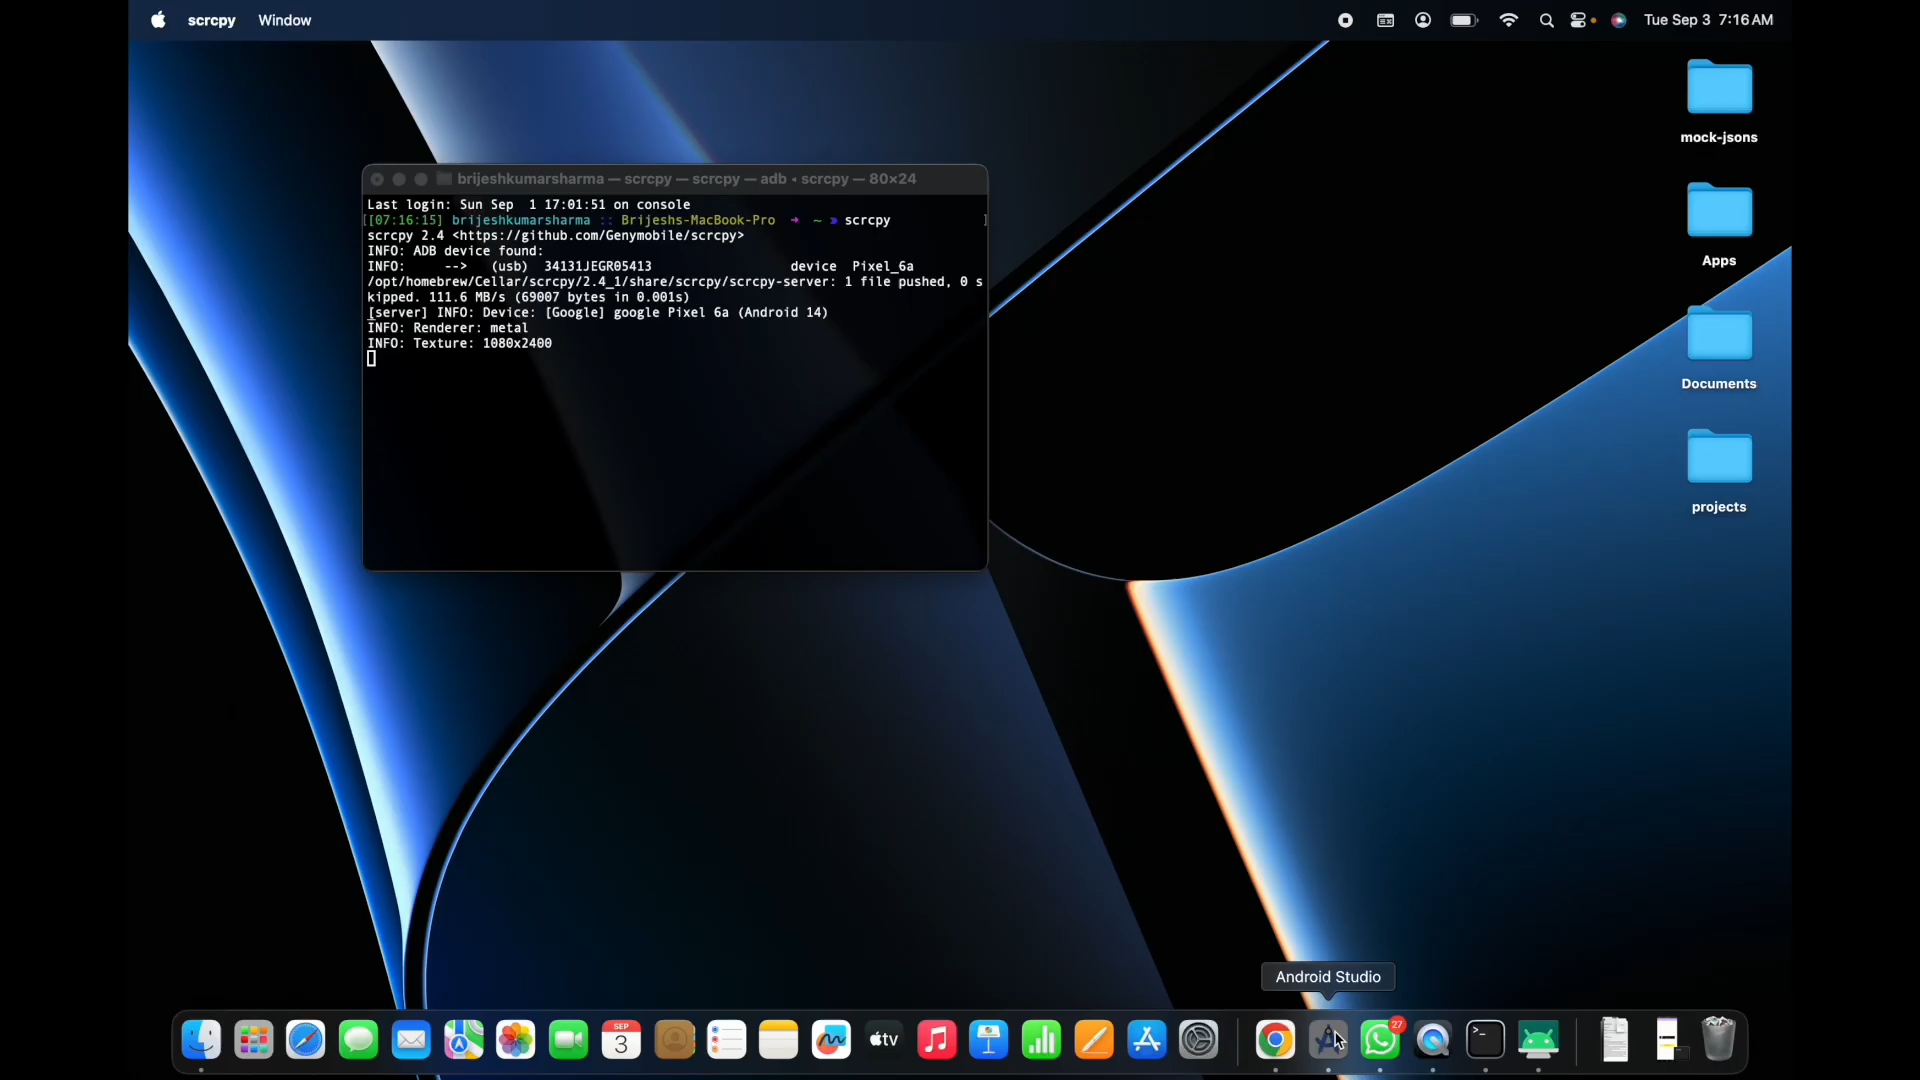 scrcpy Window
Tue Sep 3 7:16 AM
mock-jsons
Apps
Documents
projects
brijeshkumarsharma — scrcpy — scrcpy — adb ◂ scrcpy — 80×24
Last login: Sun Sep  1 17:01:51 on console
[[07:16:15] brijeshkumarsharma :: Brijeshs-MacBook-Pro ➜ ~ » scrcpy ]
scrcpy 2.4 <https://github.com/Genymobile/scrcpy>
INFO: ADB device found:
INFO:     -->   (usb)  34131JEGR05413                  device  Pixel_6a
/opt/homebrew/Cellar/scrcpy/2.4_1/share/scrcpy/scrcpy-server: 1 file pushed, 0 s
kipped. 111.6 MB/s (69007 bytes in 0.001s)
[server] INFO: Device: [Google] google Pixel 6a (Android 14)
INFO: Renderer: metal
INFO: Texture: 1080x2400
Android Studio
SEP
3
tv
27
>_